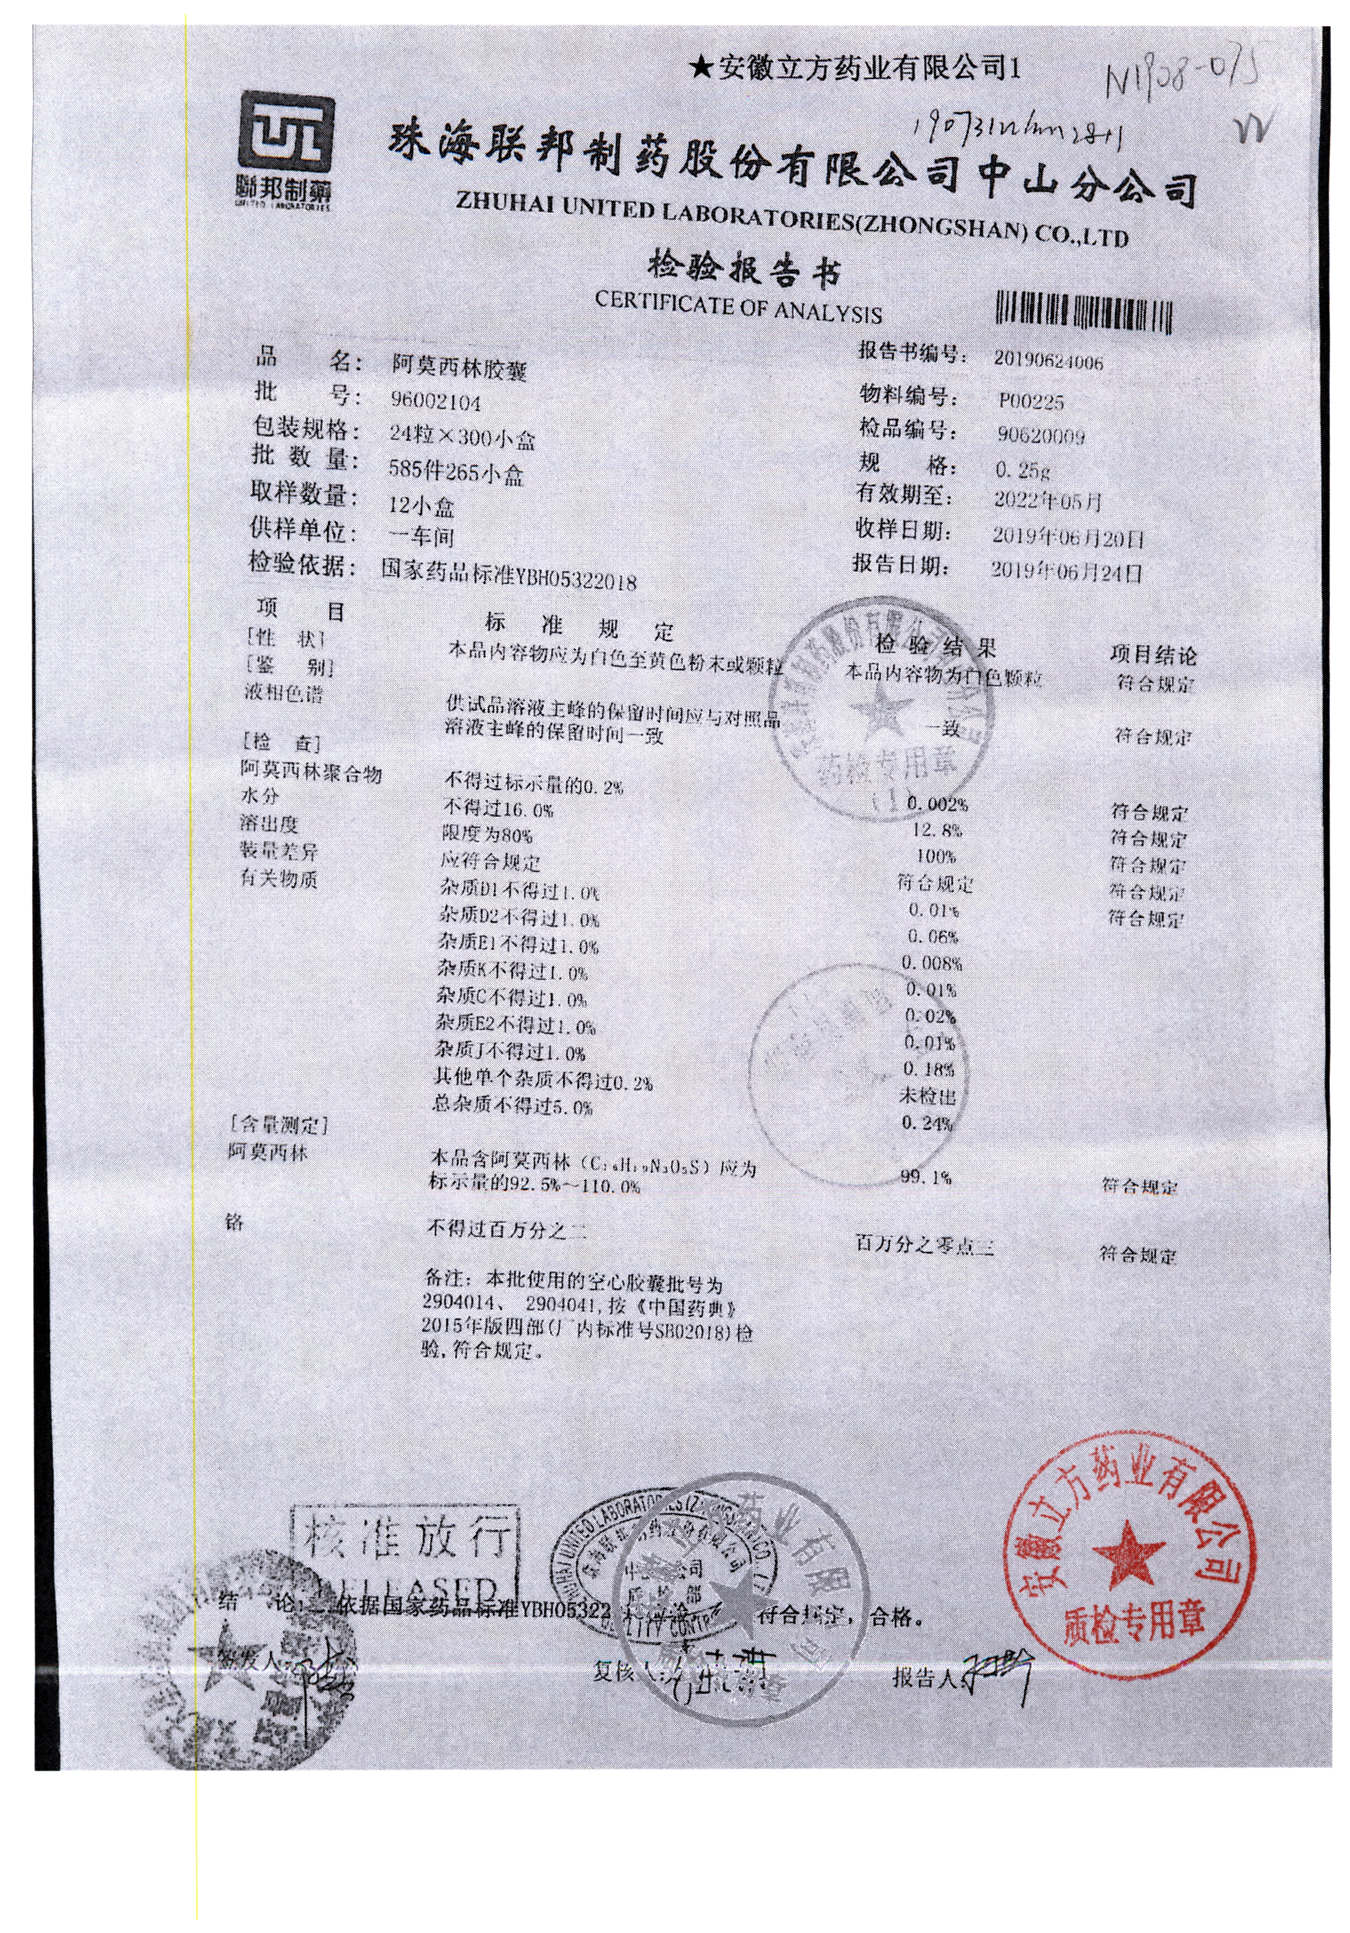 ★安徽立方药业有限公司1
N1908-075
聯邦制藥
UNITED LABORATORIES
珠海联邦制药股份有限公司中山分公司
ZHUHAI UNITED LABORATORIES(ZHONGSHAN) CO.,LTD
检验报告书
CERTIFICATE OF ANALYSIS
品 名: 阿莫西林胶囊 报告书编号: 20190624006
批 号: 96002104 物料编号: P00225
包装规格: 24粒×300小盒 检品编号: 90620009
批 数 量: 585件265小盒 规 格: 0.25g
取样数量: 12小盒 有效期至: 2022年05月
供样单位: 一车间 收样日期: 2019年06月20日
检验依据: 国家药品标准YBH05322018 报告日期: 2019年06月24日
项 目 标 准 规 定 检 验 结 果 项目结论
[性 状] 本品内容物应为白色至黄色粉末或颗粒 本品内容物为白色颗粒 符合规定
[鉴 别]
液相色谱 供试品溶液主峰的保留时间应与对照品 一致 符合规定
溶液主峰的保留时间一致
[检 查]
阿莫西林聚合物 不得过标示量的0.2% 0.002% 符合规定
水分 不得过16.0% 12.8% 符合规定
溶出度 限度为80% 100% 符合规定
装量差异 应符合规定 符合规定 符合规定
有关物质 杂质D1不得过1.0% 0.01% 符合规定
杂质D2不得过1.0% 0.06%
杂质E1不得过1.0% 0.008%
杂质K不得过1.0% 0.01%
杂质C不得过1.0% 0.02%
杂质E2不得过1.0% 0.01%
杂质J不得过1.0% 0.18%
其他单个杂质不得过0.2% 未检出
总杂质不得过5.0% 0.24%
[含量测定]
阿莫西林 本品含阿莫西林（C₁₆H₁₉N₃O₅S）应为 99.1% 符合规定
标示量的92.5%～110.0%
铬 不得过百万分之二 百万分之零点三 符合规定
备注: 本批使用的空心胶囊批号为
2904014、 2904041,按《中国药典》
2015年版四部(厂内标准号SB02018)检
验,符合规定。
药检专用章
(1)
核准放行
RELEASED
安徽立方药业有限公司
质检专用章
结 论: 依据国家药品标准YBH05322 符合规定, 合格。
签发人: 复核人: 报告人: